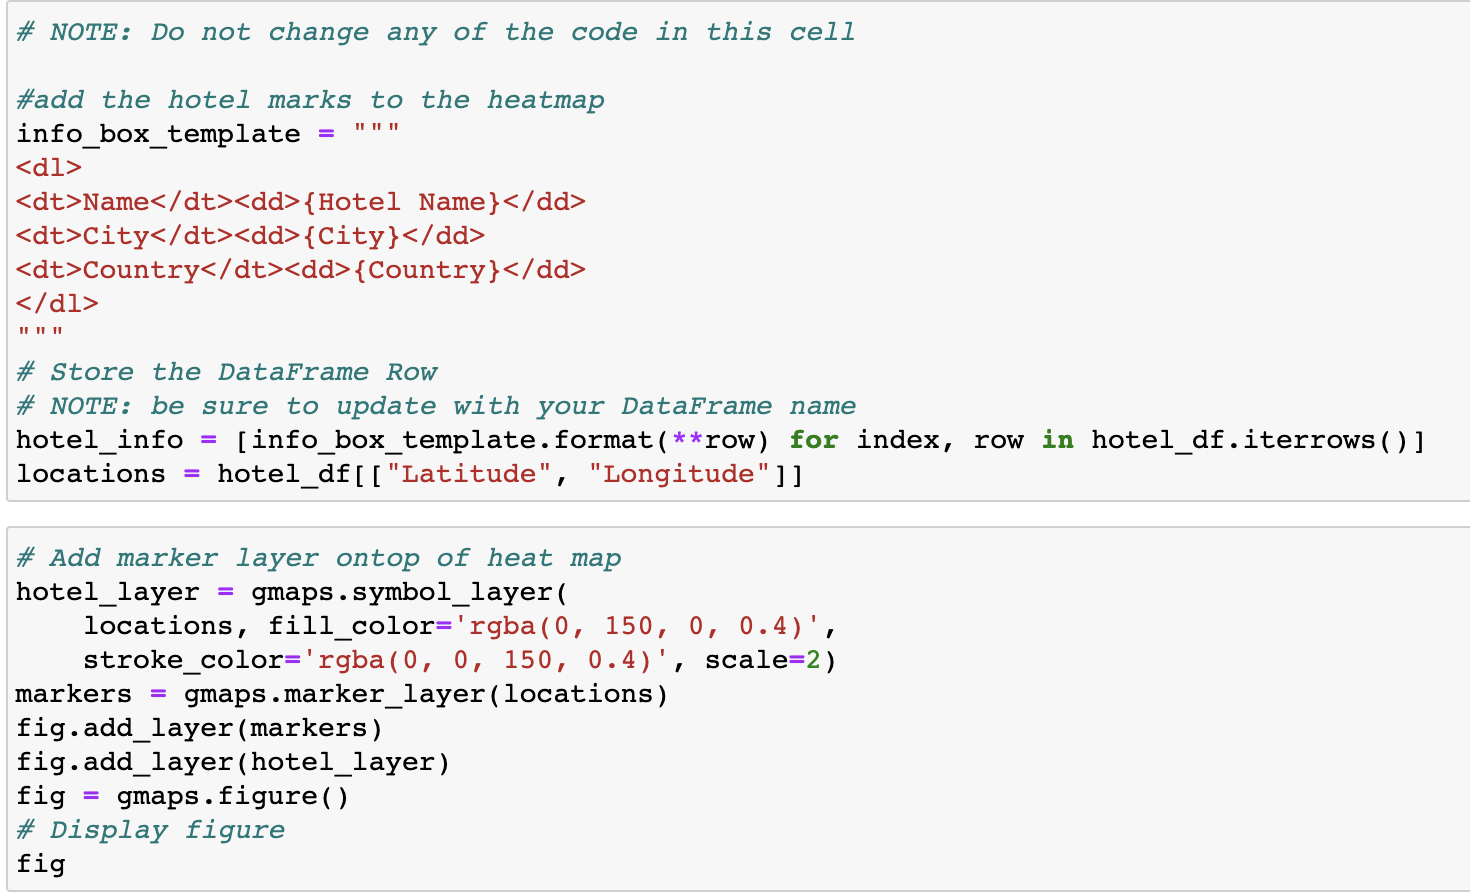 # NOTE: Do not change any of the code in this cell
#add the hotel marks to the heatmap
info_box_template = """
<dl>
<dt>Name</dt><dd>{Hotel Name}</dd>
<dt>City</dt><dd>{City}</dd>
<dt>Country</dt><dd>{Country}</dd>
</dl>
"""
# Store the DataFrame Row
# NOTE: be sure to update with your DataFrame name
hotel_info = [info_box_template.format(**row) for index, row in hotel_df.iterrows()]
locations = hotel_df[["Latitude", "Longitude"]]
# Add marker layer ontop of heat map
hotel_layer = gmaps.symbol_layer(
    locations, fill_color='rgba(0, 150, 0, 0.4)',
    stroke_color='rgba(0, 0, 150, 0.4)', scale=2)
markers = gmaps.marker_layer(locations)
fig.add_layer(markers)
fig.add_layer(hotel_layer)
fig = gmaps.figure()
# Display figure
fig